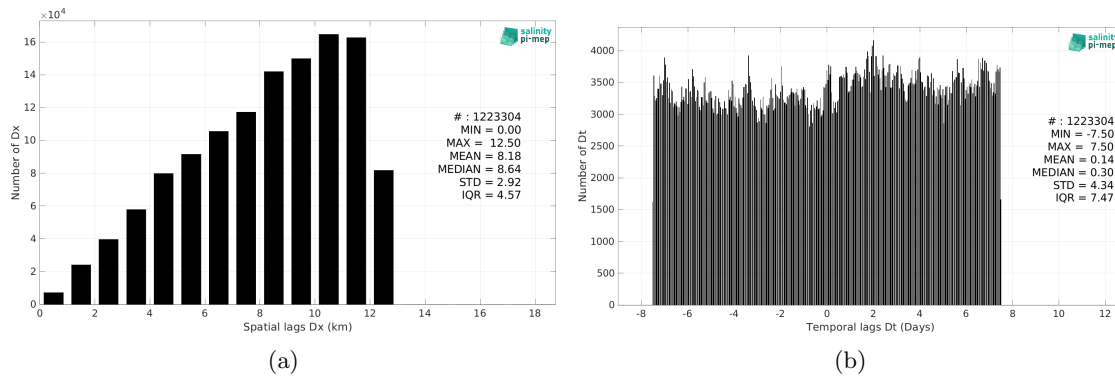 ×10⁴
16
14
12
10
8
6
4
2
0
Number of Dx
0 2 4 6 8 10 12 14 16 18
Spatial lags Dx (km)
salinity
pi-mep
# : 1223304
MIN = 0.00
MAX = 12.50
MEAN = 8.18
MEDIAN = 8.64
STD = 2.92
IQR = 4.57
(a)
4000
3500
3000
2500
2000
1500
1000
500
0
Number of Dt
-8 -6 -4 -2 0 2 4 6 8 10 12
Temporal lags Dt (Days)
salinity
pi-mep
# : 1223304
MIN = -7.50
MAX = 7.50
MEAN = 0.14
MEDIAN = 0.30
STD = 4.34
IQR = 7.47
(b)